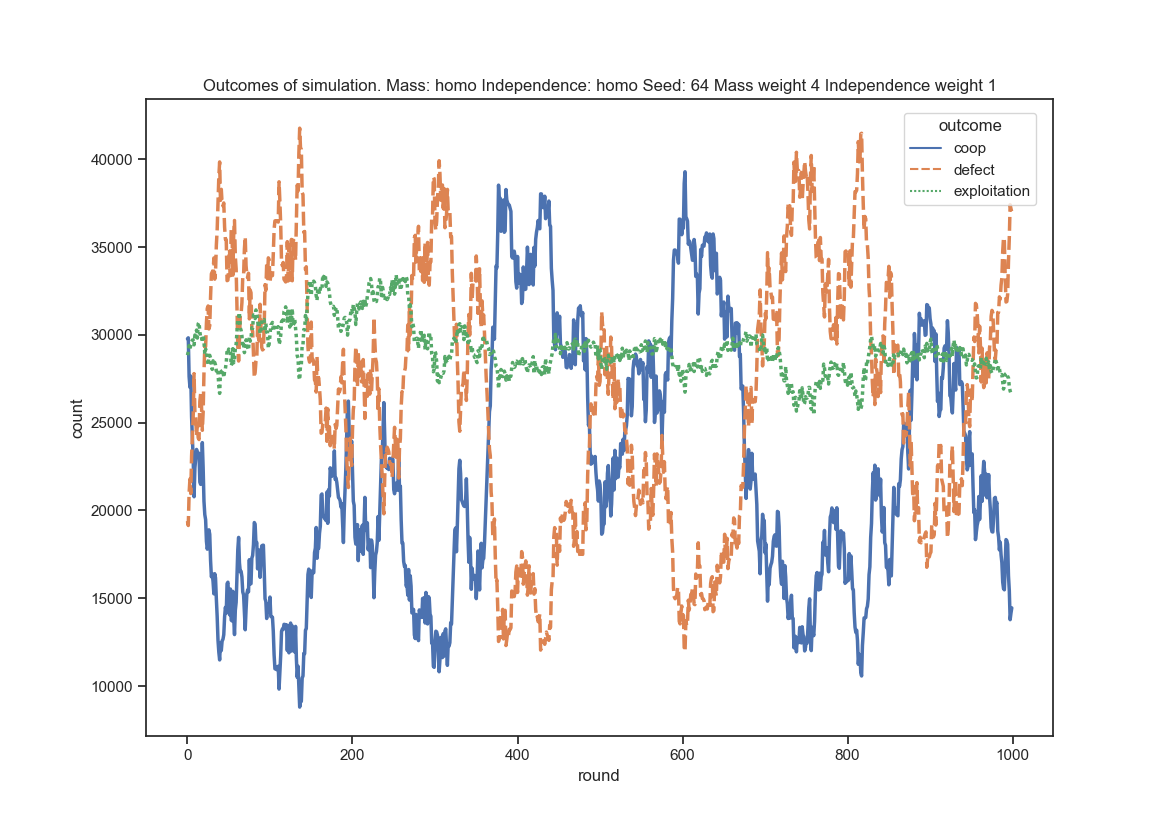 Outcomes of simulation. Mass: homo Independence: homo Seed: 64 Mass weight 4 Independence weight 1
outcome
coop
defect
exploitation
count
40000
35000
30000
25000
20000
15000
10000
0
200
400
600
800
1000
round